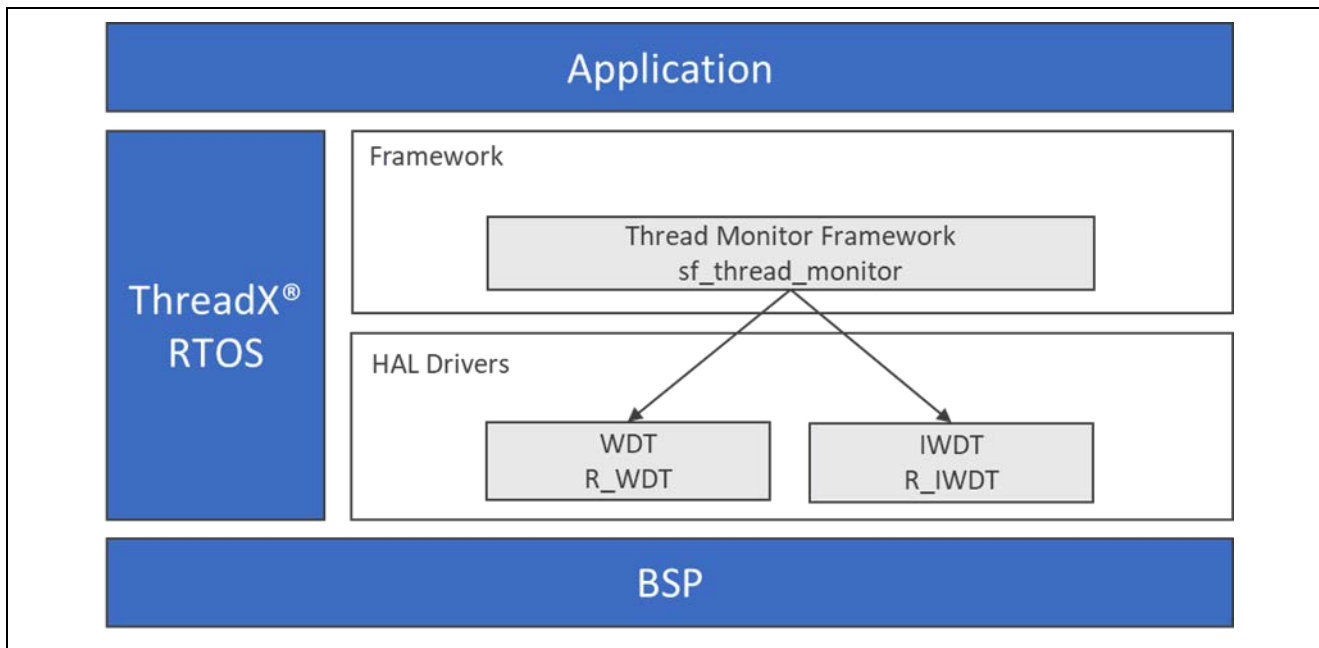 Application
ThreadX®
RTOS
Framework
Thread Monitor Framework
sf_thread_monitor
HAL Drivers
WDT
R_WDT
IWDT
R_IWDT
BSP